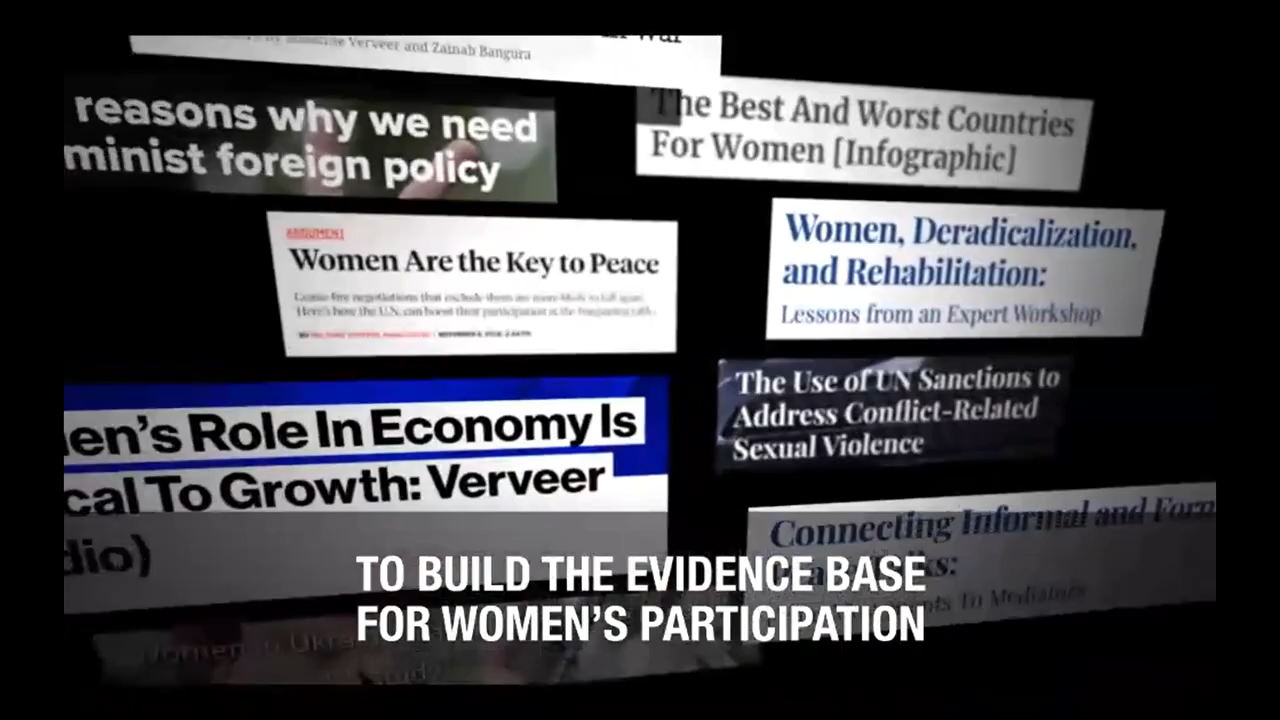 Verveer and Zainab Bangura
reasons why we need
minist foreign policy
The Best And Worst Countries
For Women [Infographic]
ARGUMENT
Women Are the Key to Peace
Women, Deradicalization,
and Rehabilitation:
Lessons from an Expert Workshop
en's Role In Economy Is
cal To Growth: Verveer
dio)
The Use of UN Sanctions to
Address Conflict-Related
Sexual Violence
Connecting Informal and Form
TO BUILD THE EVIDENCE BASE
FOR WOMEN'S PARTICIPATION